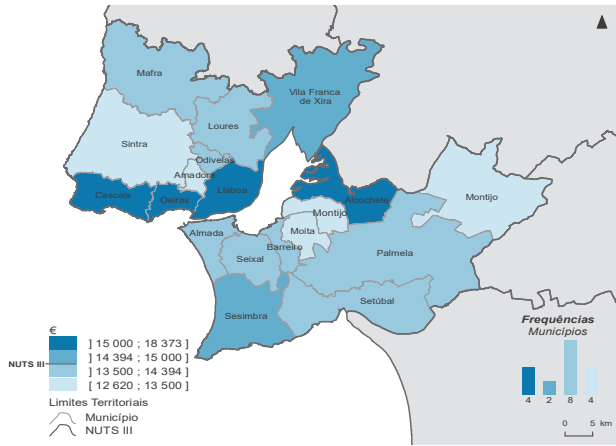 Mafra
Vila Franca
de Xira
Loures
Sintra
Odivelas
Amadora
Lisboa
Cascais
Oeiras
Alcochete
Montijo
Montijo
Moita
Almada
Barreiro
Seixal
Palmela
Setúbal
Sesimbra
€
] 15 000 ; 18 373 ]
] 14 394 ; 15 000 ]
NUTS III
] 13 500 ; 14 394 ]
[ 12 620 ; 13 500 ]
Limites Territoriais
Município
NUTS III
Frequências
Municípios
4 2 8 4
0 5 km